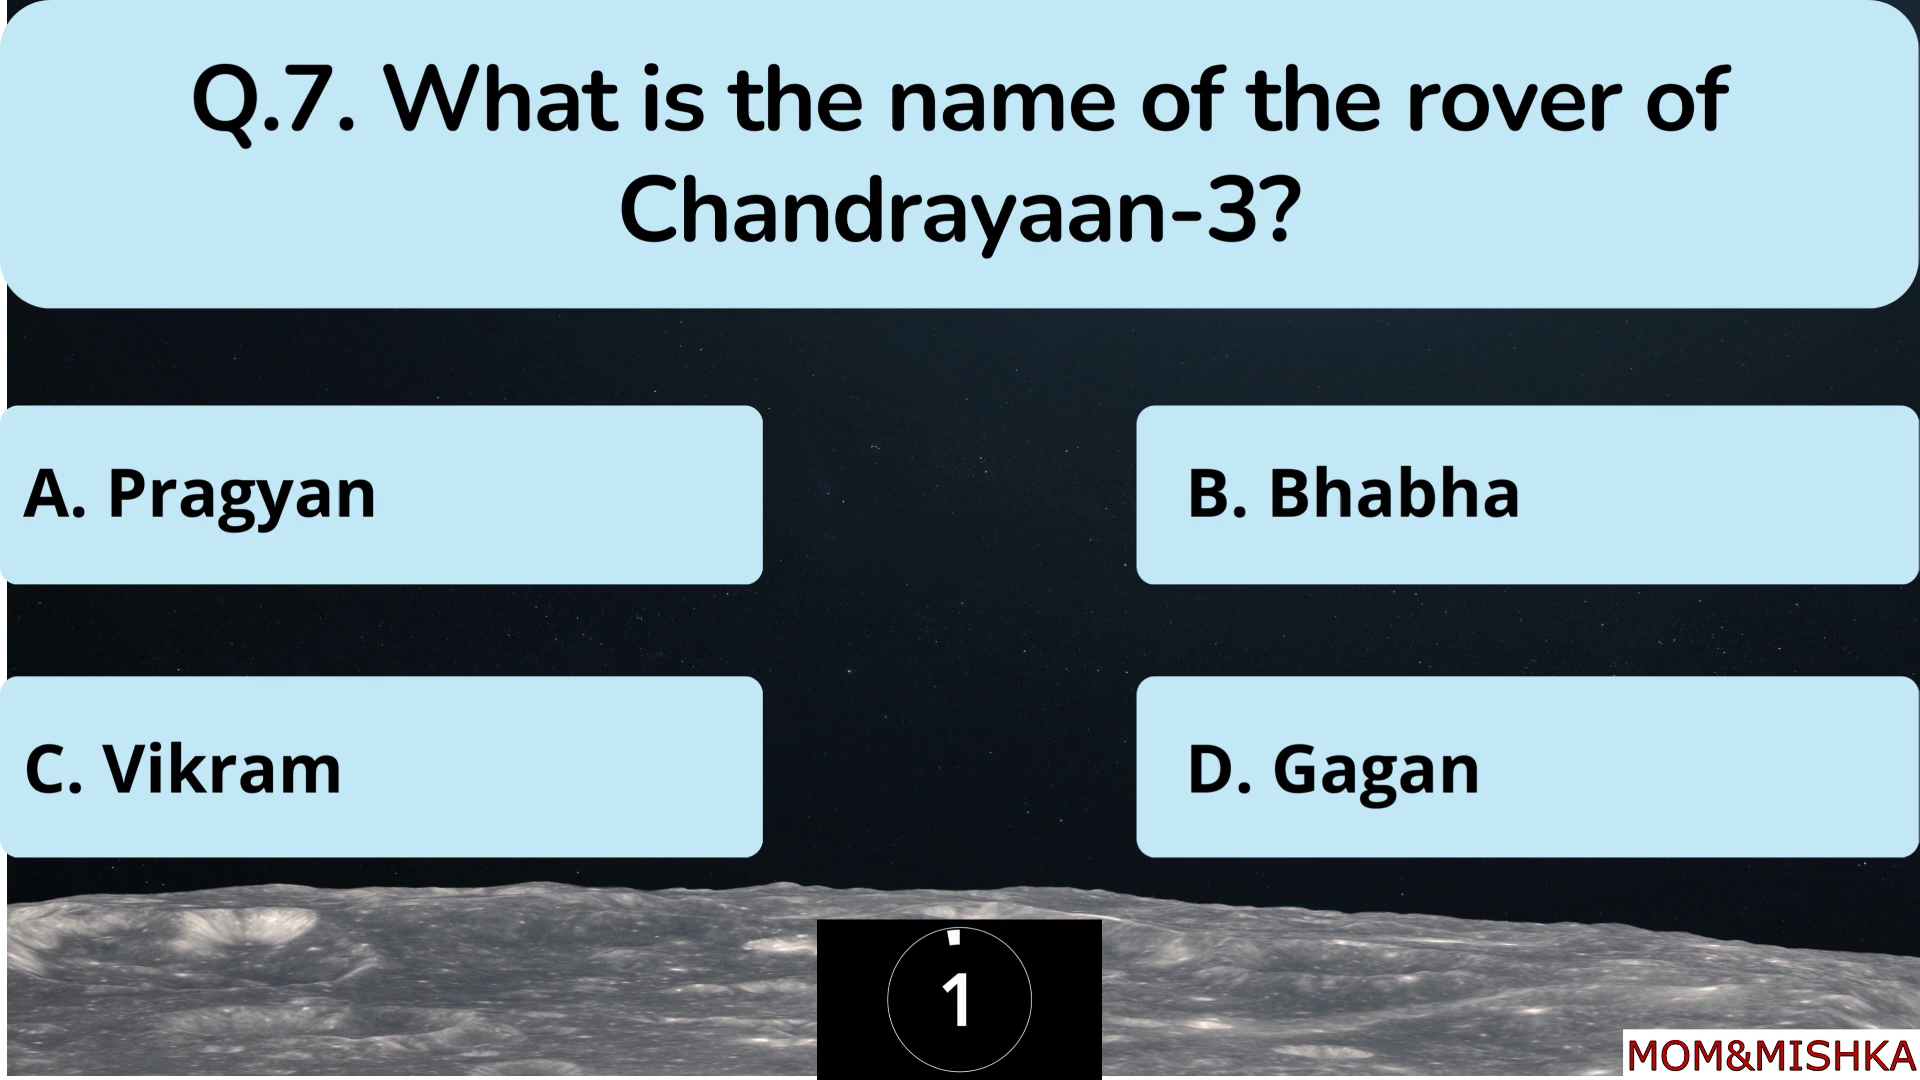 Q.7. What is the name of the rover of
Chandrayaan-3?
A. Pragyan
B. Bhabha
C. Vikram
D. Gagan
1
MOM&MISHKA